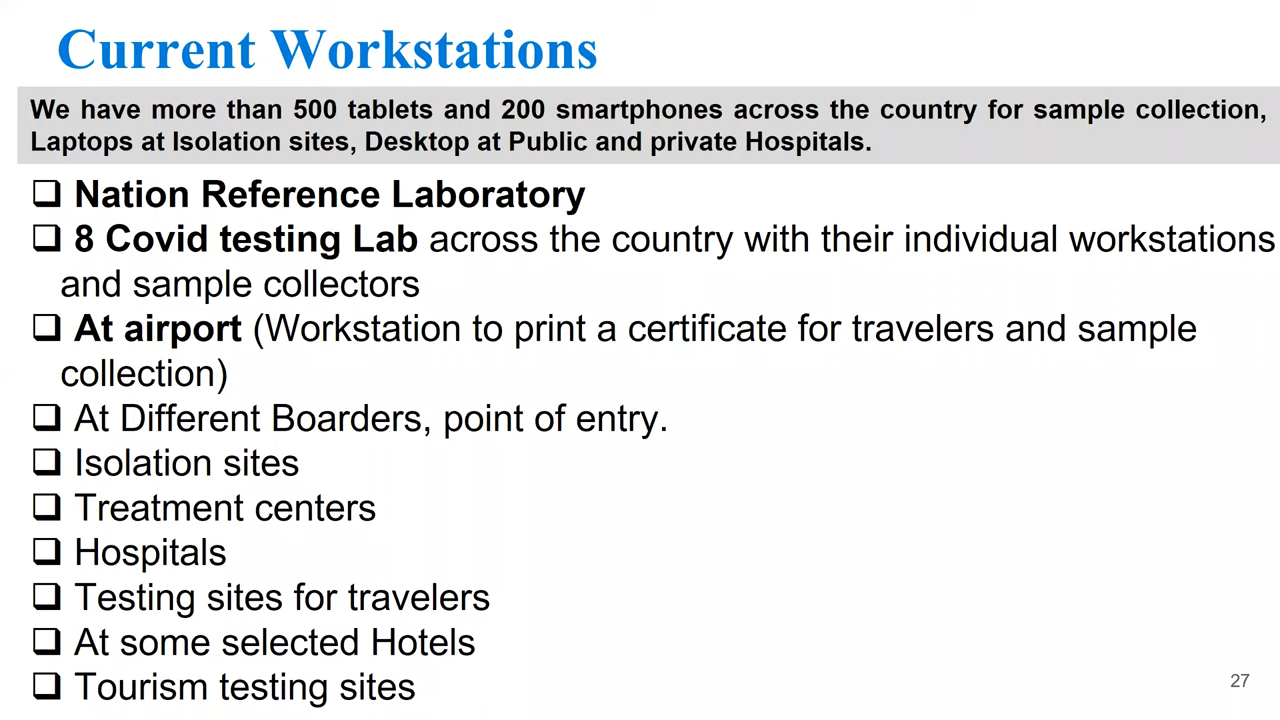 Current Workstations
We have more than 500 tablets and 200 smartphones across the country for sample collection,
Laptops at Isolation sites, Desktop at Public and private Hospitals.
❑ Nation Reference Laboratory
❑ 8 Covid testing Lab across the country with their individual workstations
and sample collectors
❑ At airport (Workstation to print a certificate for travelers and sample
collection)
❑ At Different Boarders, point of entry.
❑ Isolation sites
❑ Treatment centers
❑ Hospitals
❑ Testing sites for travelers
❑ At some selected Hotels
❑ Tourism testing sites
27